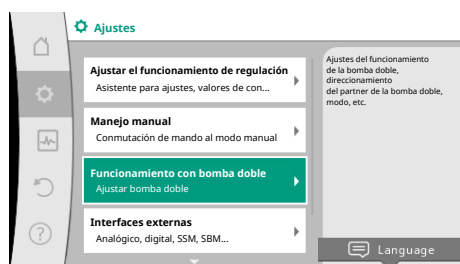 Ajustes
Ajustar el funcionamiento de regulación
Asistente para ajustes, valores de con...
Manejo manual
Conmutación de mando al modo manual
Funcionamiento con bomba doble
Ajustar bomba doble
Interfaces externas
Analógico, digital, SSM, SBM...
Ajustes del funcionamiento
de la bomba doble,
direccionamiento
del partner de la bomba doble,
modo, etc.
Language